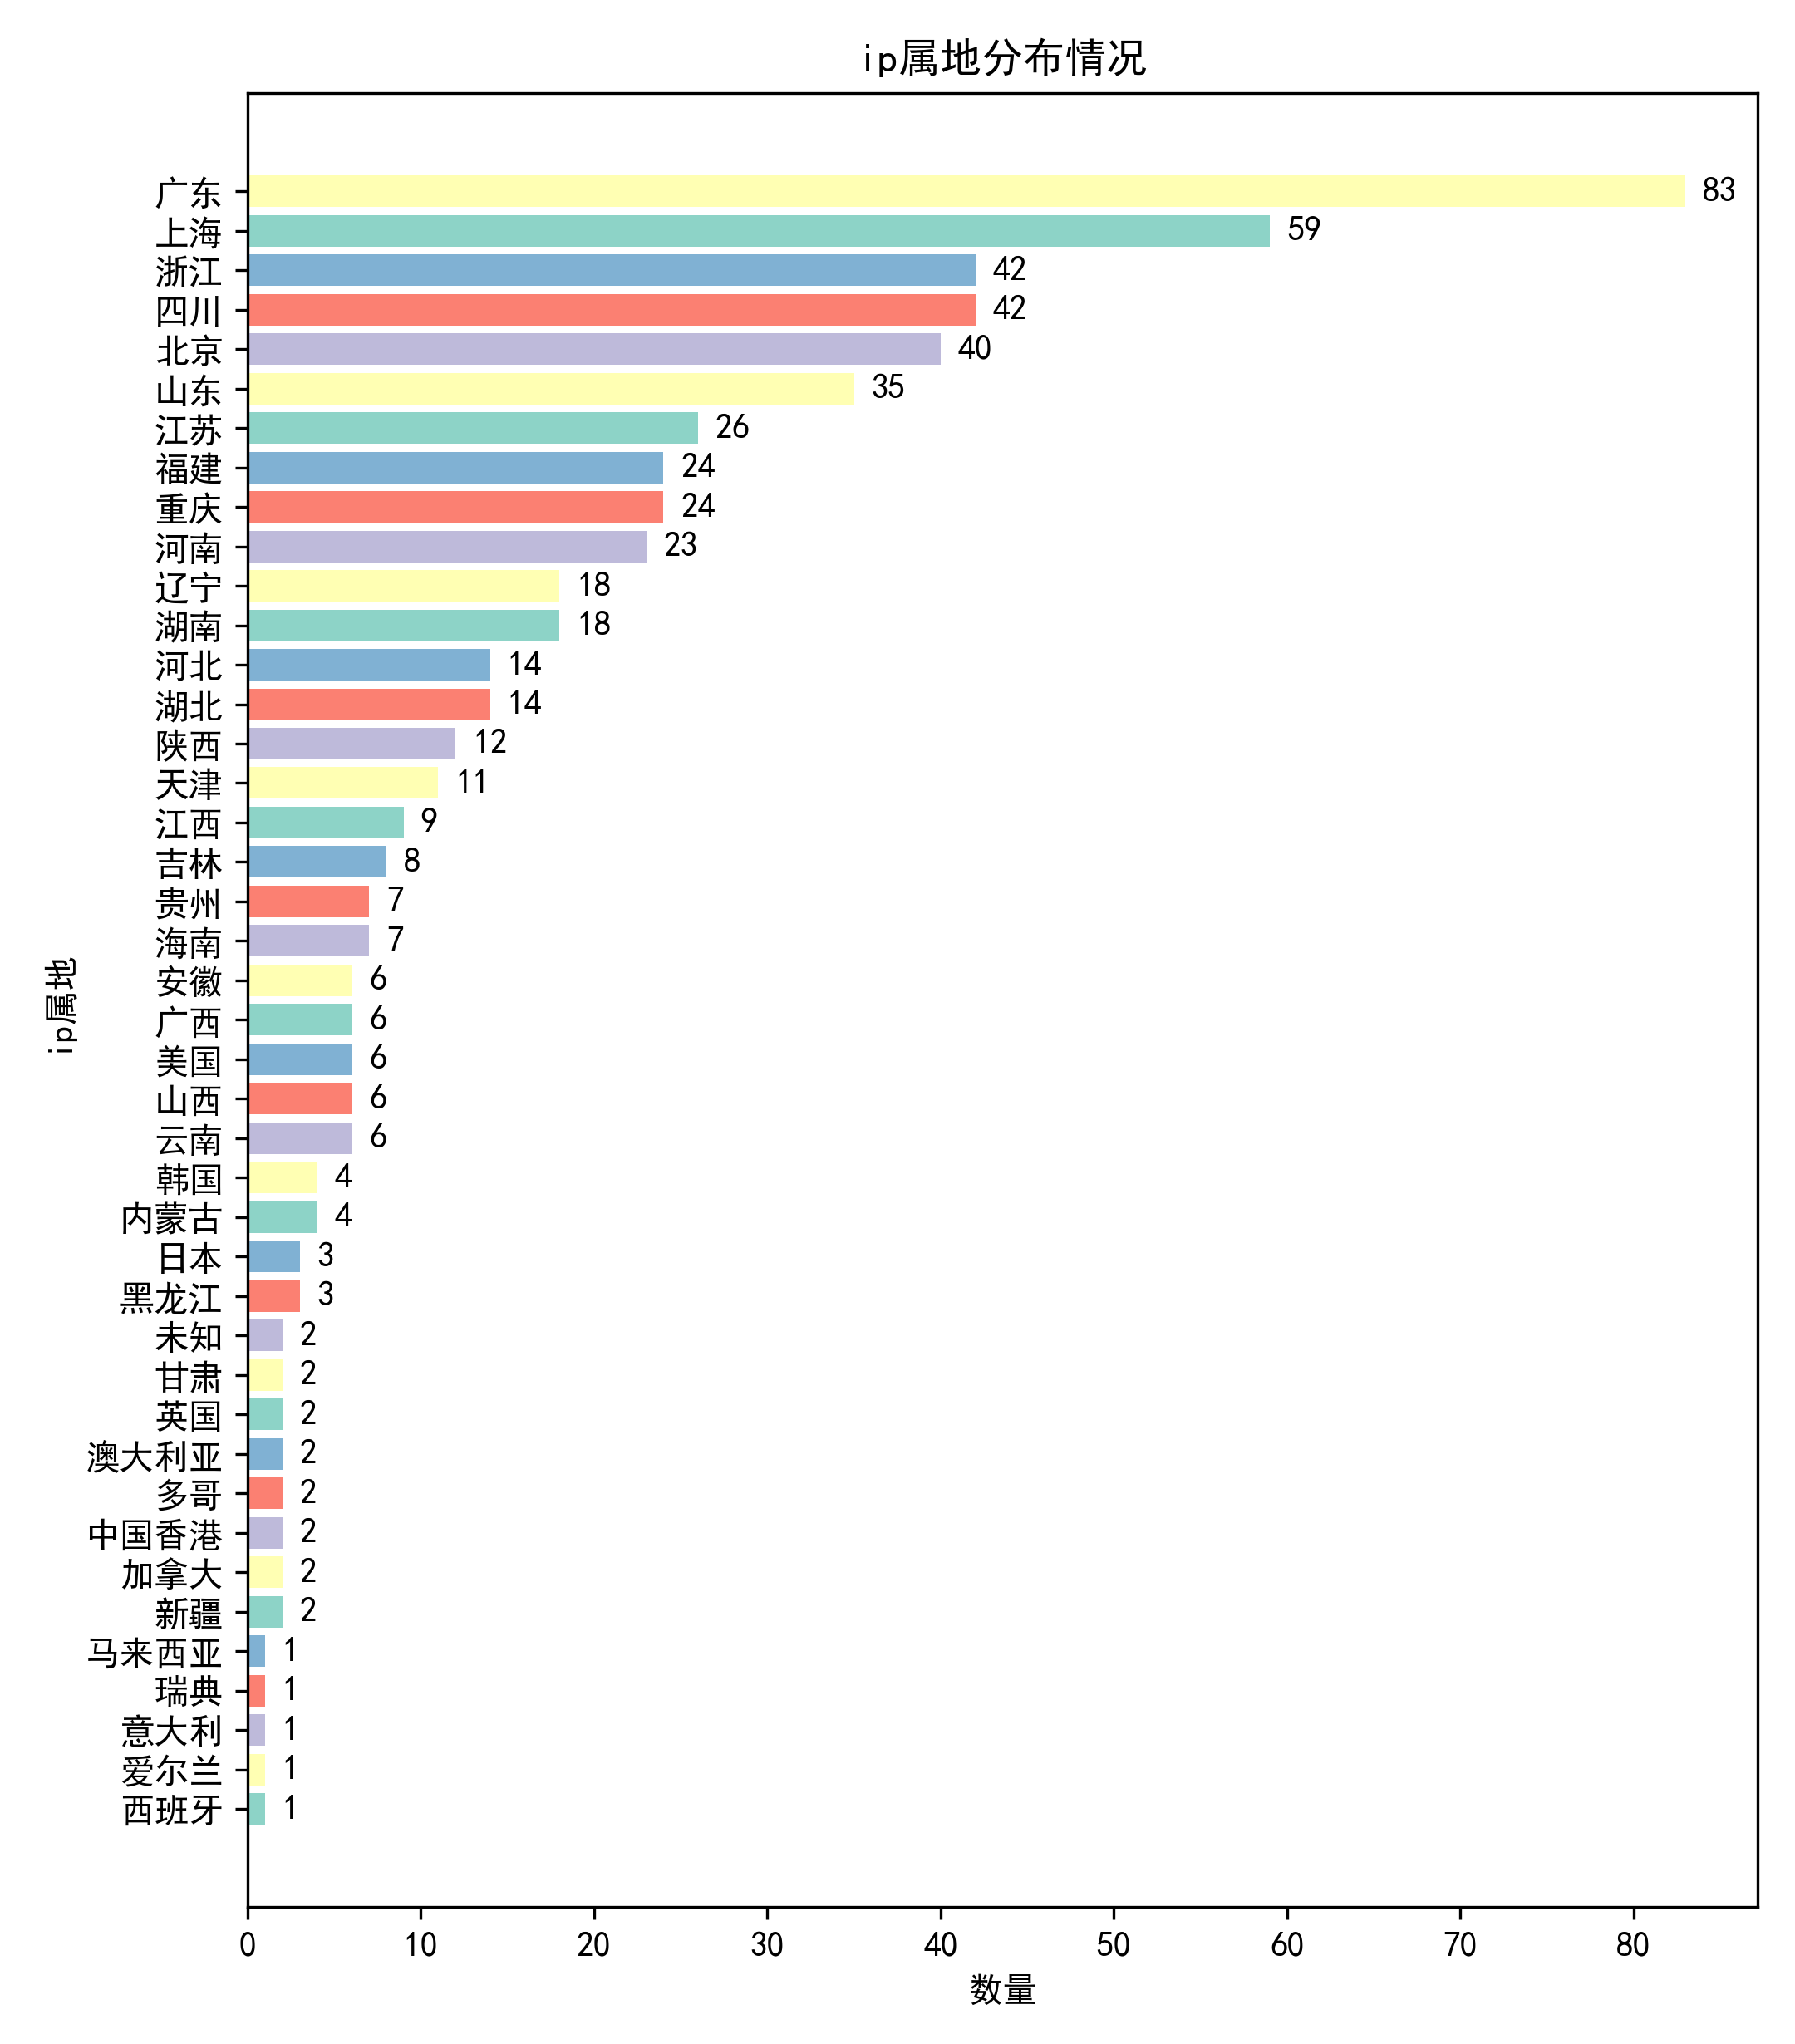 ip属地分布情况
广东 83
上海 59
浙江 42
四川 42
北京 40
山东 35
江苏 26
福建 24
重庆 24
河南 23
辽宁 18
湖南 18
河北 14
湖北 14
陕西 12
天津 11
江西 9
吉林 8
贵州 7
海南 7
安徽 6
广西 6
美国 6
山西 6
云南 6
韩国 4
内蒙古 4
日本 3
黑龙江 3
未知 2
甘肃 2
英国 2
澳大利亚 2
多哥 2
中国香港 2
加拿大 2
新疆 2
马来西亚 1
瑞典 1
意大利 1
爱尔兰 1
西班牙 1
ip属地
0 10 20 30 40 50 60 70 80
数量